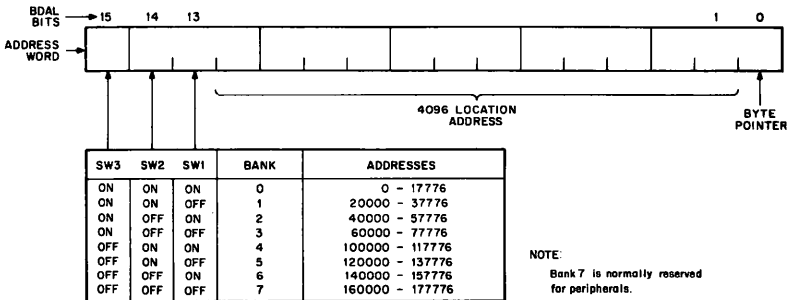 BDAL BITS 15 14 13 1 0
ADDRESS WORD
4096 LOCATION ADDRESS
BYTE POINTER
SW3 SW2 SW1 BANK ADDRESSES
ON ON ON 0 0 - 17776
ON ON OFF 1 20000 - 37776
ON OFF ON 2 40000 - 57776
ON OFF OFF 3 60000 - 77776
OFF ON ON 4 100000 - 117776
OFF ON OFF 5 120000 - 137776
OFF OFF ON 6 140000 - 157776
OFF OFF OFF 7 160000 - 177776
NOTE:
Bank 7 is normally reserved
for peripherals.